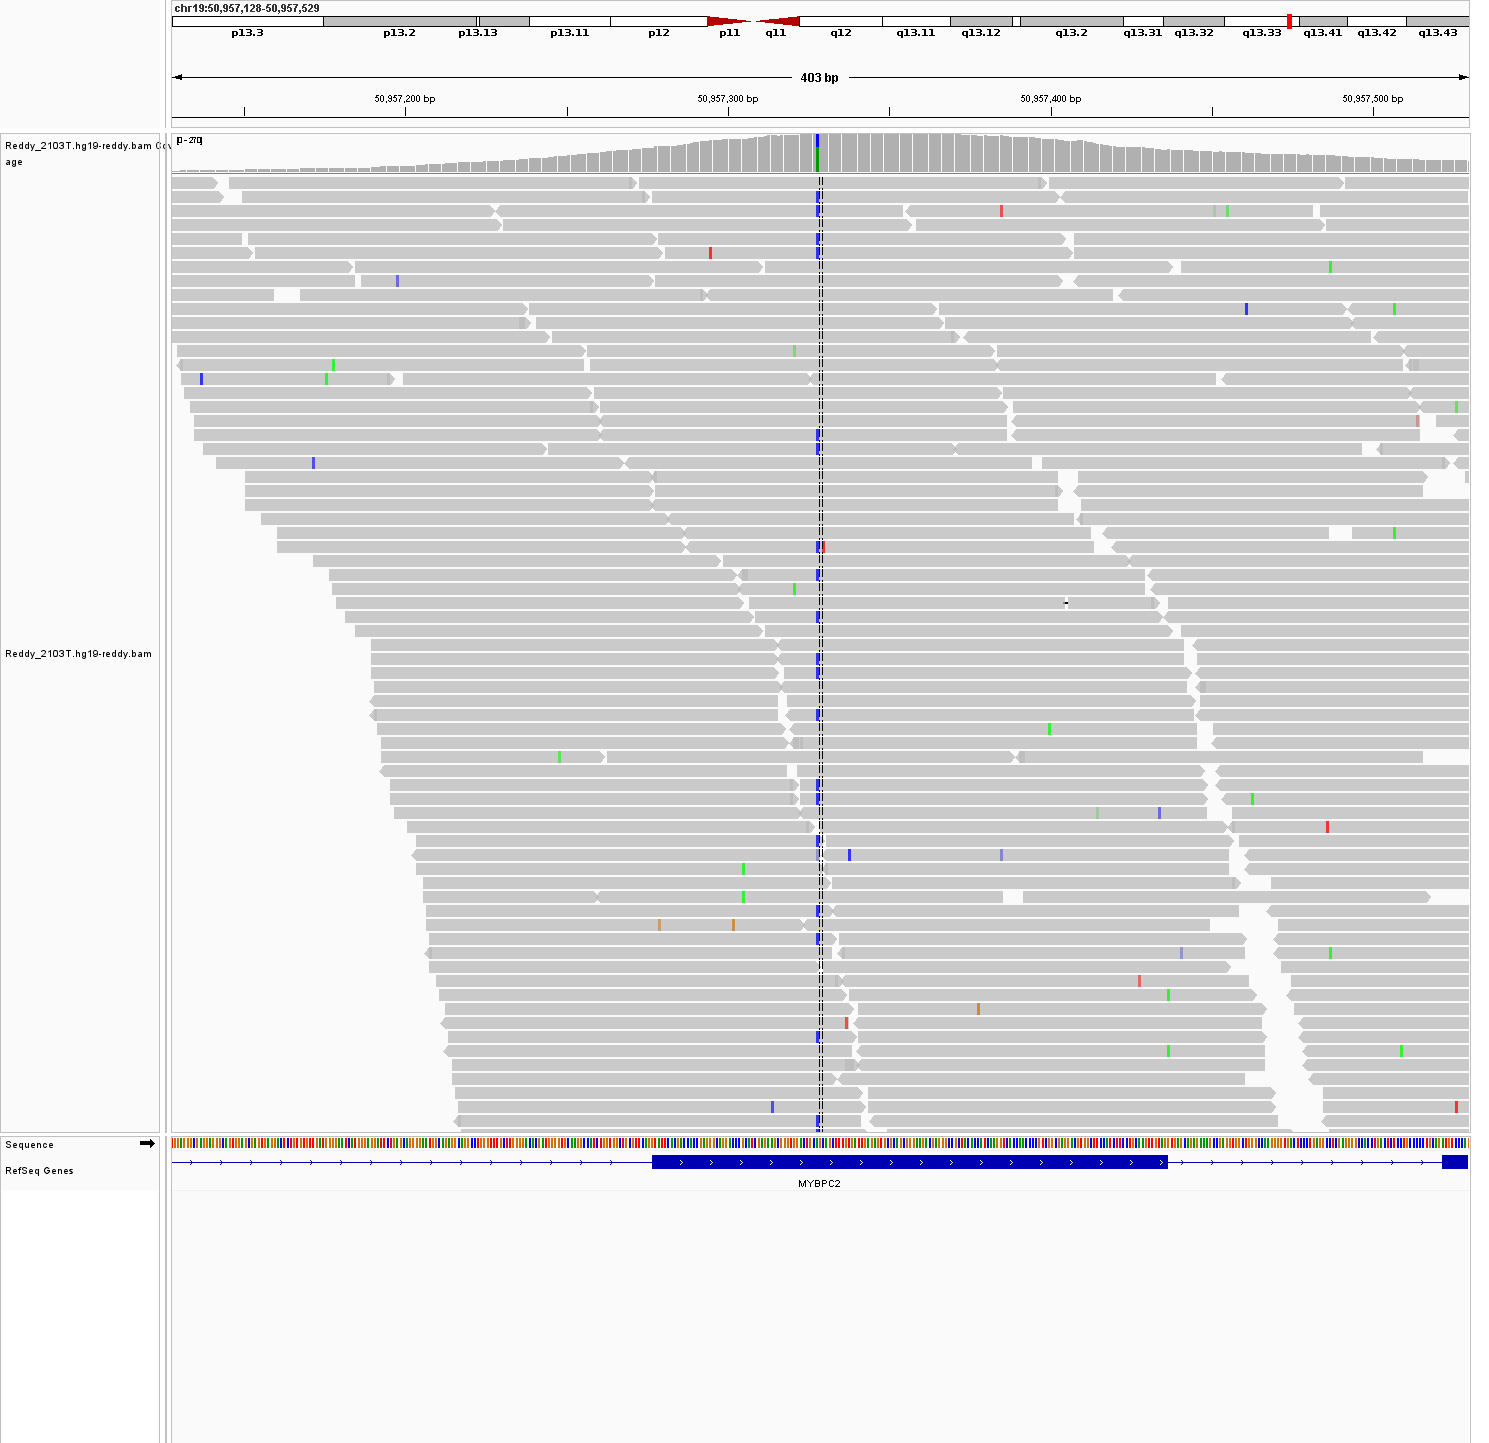 chr19:50,957,128-50,957,529
p13.3 p13.2 p13.13 p13.11 p12 p11 q11 q12 q13.11 q13.12 q13.2 q13.31 q13.32 q13.33 q13.41 q13.42 q13.43
403 bp
50,957,200 bp 50,957,300 bp 50,957,400 bp 50,957,500 bp
[0 - 270]
Reddy_2103T.hg19-reddy.bam Cov
age
Reddy_2103T.hg19-reddy.bam
Sequence
RefSeq Genes
MYBPC2